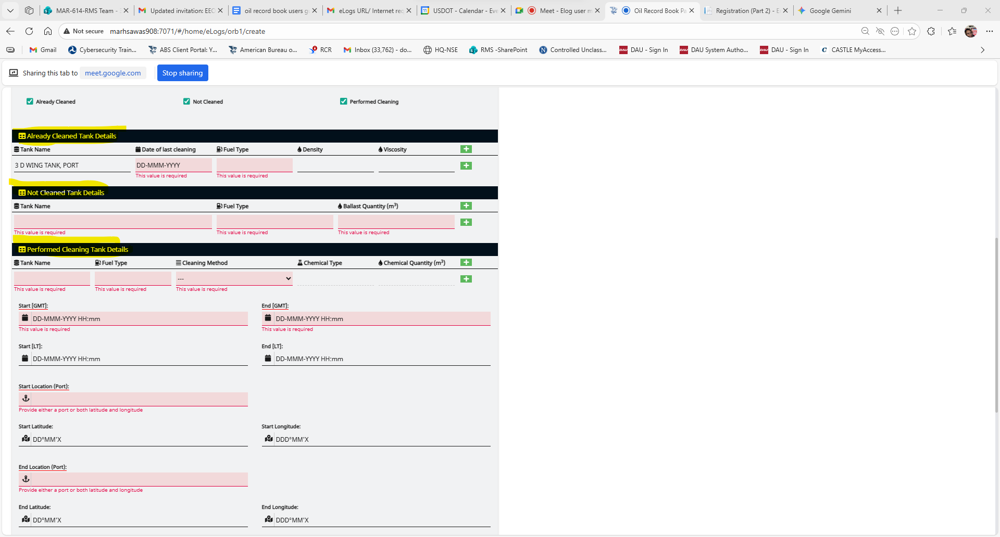 MAR-614-RMS Team -
Updated invitation: EEO
oil record book users g
eLogs URL/ Internet rec
USDOT - Calendar - Eve
Meet - Elog user m
Oil Record Book Pa
Registration (Part 2) - E
Google Gemini
Not secure marhsawas908:7071/#/home/eLogs/orb1/create
Gmail Cybersecurity Train... ABS Client Portal: Y... American Bureau o... RCR Inbox (33,762) - do... HQ-NSE RMS -SharePoint Controlled Unclass... DAU - Sign In DAU System Autho... DAU - Sign In CASTLE MyAccess...
Sharing this tab to meet.google.com Stop sharing
Already Cleaned Not Cleaned Performed Cleaning
Already Cleaned Tank Details
Tank Name Date of last cleaning Fuel Type Density Viscosity
3 D WING TANK, PORT DD-MMM-YYYY
This value is required This value is required
Not Cleaned Tank Details
Tank Name Fuel Type Ballast Quantity (m³)
This value is required This value is required This value is required
Performed Cleaning Tank Details
Tank Name Fuel Type Cleaning Method Chemical Type Chemical Quantity (m³)
---
This value is required This value is required This value is required
Start [GMT]: End [GMT]:
DD-MMM-YYYY HH:mm DD-MMM-YYYY HH:mm
This value is required This value is required
Start [LT]: End [LT]:
DD-MMM-YYYY HH:mm DD-MMM-YYYY HH:mm
Start Location (Port):
Provide either a port or both latitude and longitude
Start Latitude: Start Longitude:
DD°MM'X DDD°MM'X
End Location (Port):
Provide either a port or both latitude and longitude
End Latitude: End Longitude:
DD°MM'X DDD°MM'X